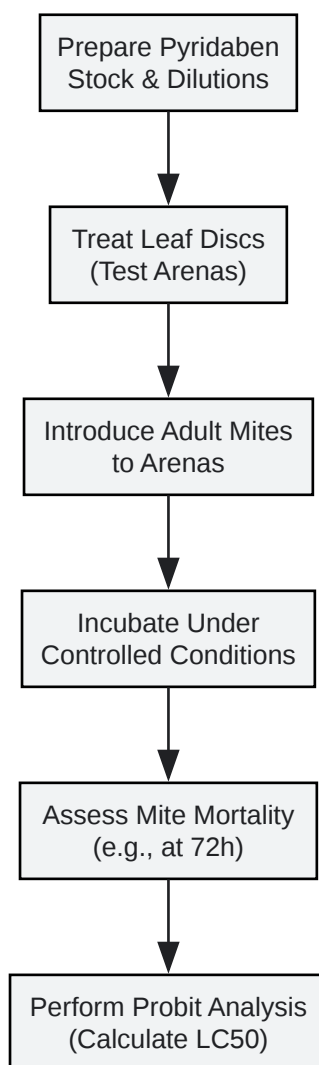 Prepare Pyridaben
Stock & Dilutions
Treat Leaf Discs
(Test Arenas)
Introduce Adult Mites
to Arenas
Incubate Under
Controlled Conditions
Assess Mite Mortality
(e.g., at 72h)
Perform Probit Analysis
(Calculate LC50)